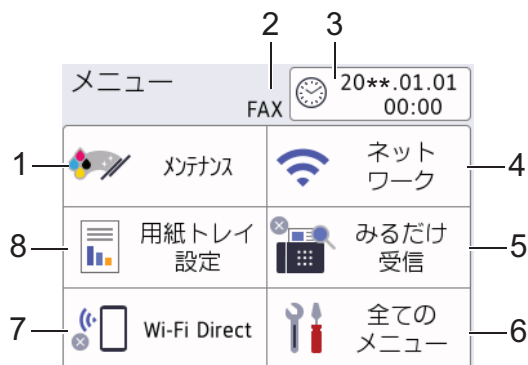 2 3
メニュー
FAX
20**.01.01
00:00
1
メンテナンス
ネット
ワーク
4
8
用紙トレイ
設定
みるだけ
受信
5
7
Wi-Fi Direct
全ての
メニュー
6